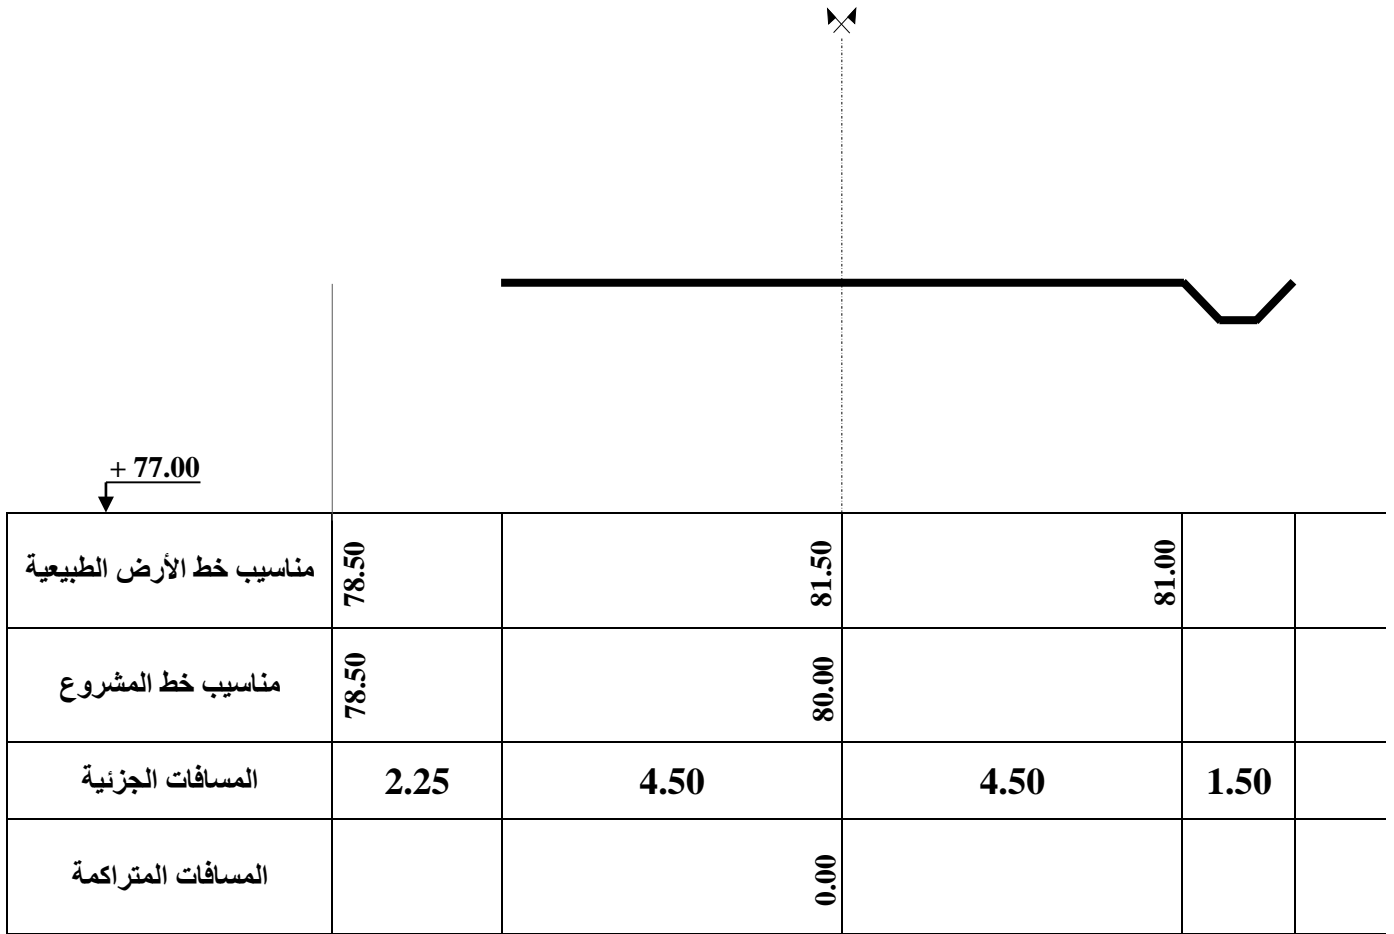 + 77.00
مناسيب خط الأرض الطبيعية 78.50 81.50 81.00
مناسيب خط المشروع 78.50 80.00
المسافات الجزئية 2.25 4.50 4.50 1.50
المسافات المتراكمة 0.00